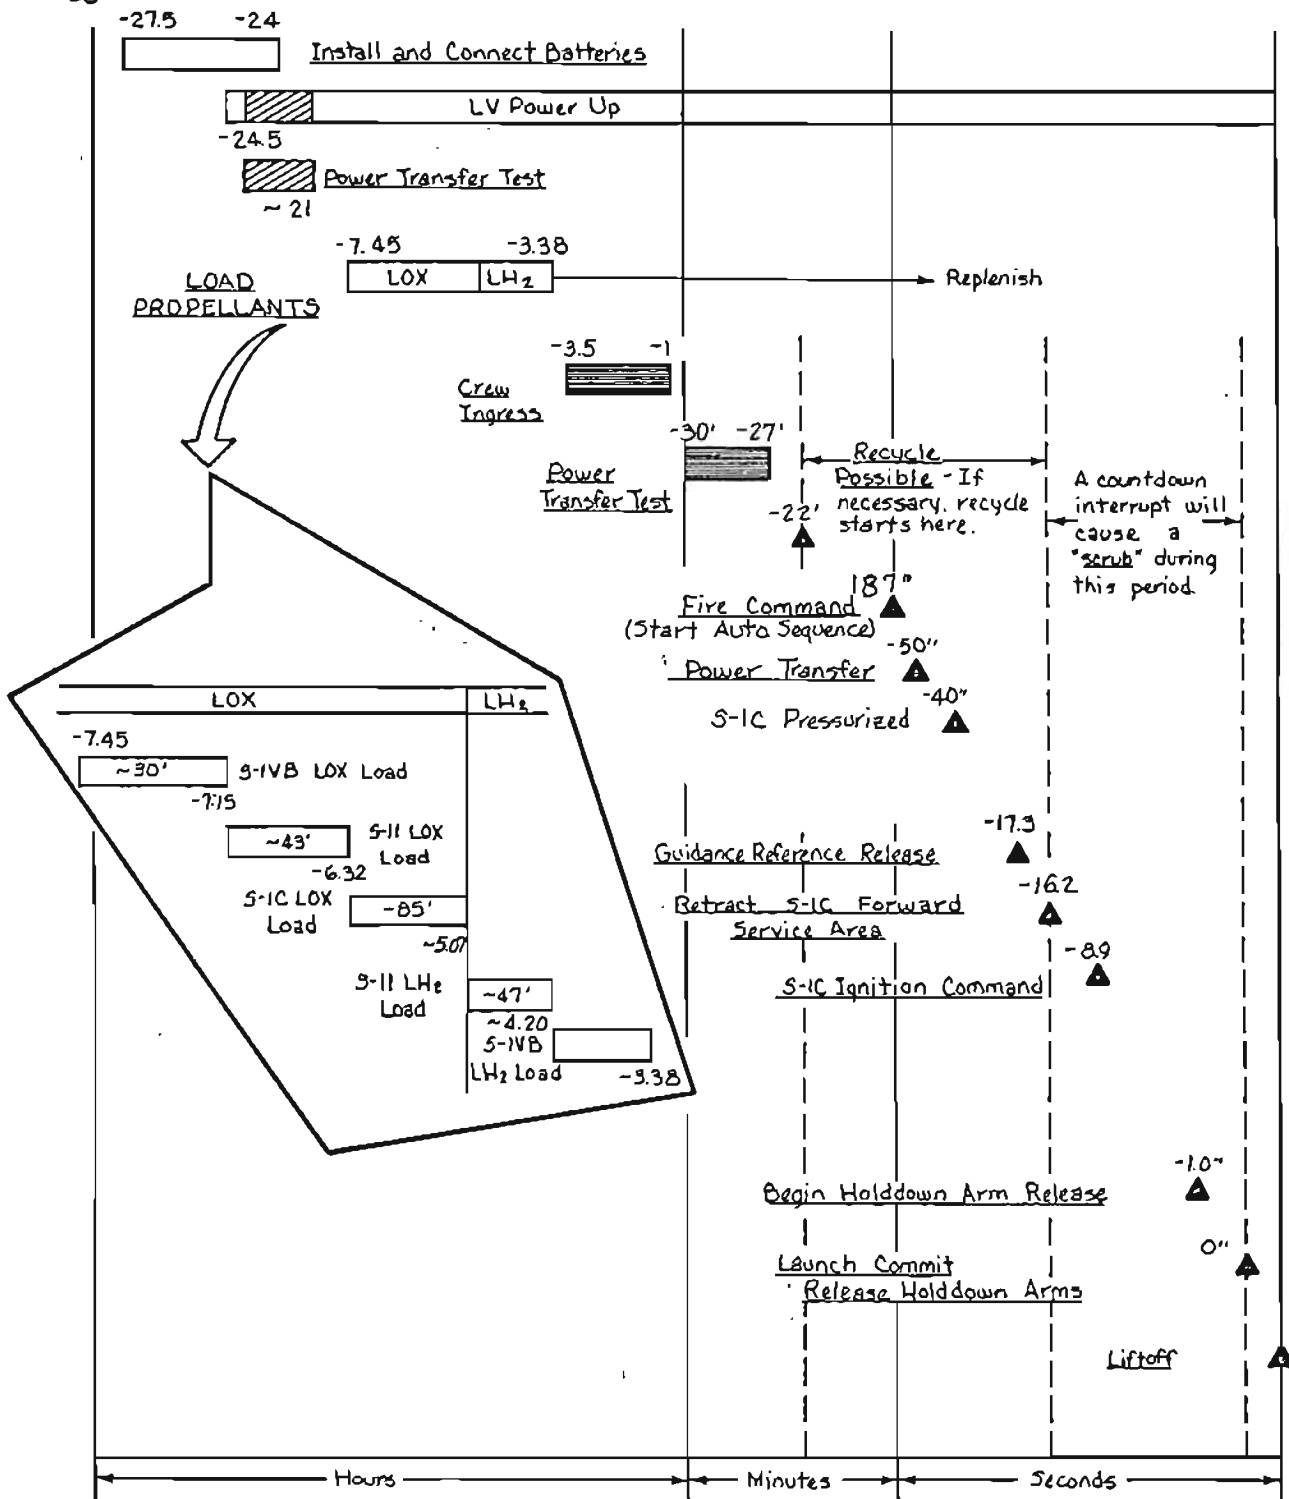 -27.5 -24
Install and Connect Batteries
LV Power Up
-24.5
Power Transfer Test
~ 21
-7.45 -3.38
LOX LH2
Replenish
LOAD
PROPELLANTS
-3.5 -1
Crew
Ingress
-30' -27'
Power
Transfer Test
Recycle
Possible - If
necessary, recycle
starts here.
-22'
A countdown
interrupt will
cause a
"scrub" during
this period.
187"
Fire Command
(Start Auto Sequence)
-50"
Power Transfer
-40"
S-IC Pressurized
LOX LH2
-7.45
~30' S-IVB LOX Load
-7.15
~43' S-II LOX
Load
-6.32
S-IC LOX
Load
~85'
~5.07
S-II LH2
Load
~47'
~4.20
S-IVB
LH2 Load
-3.38
-17.3
Guidance Reference Release
-16.2
Retract S-IC Forward
Service Area
-8.9
S-IC Ignition Command
-1.0"
Begin Holddown Arm Release
0"
Launch Commit
Release Holddown Arms
Liftoff
Hours Minutes Seconds